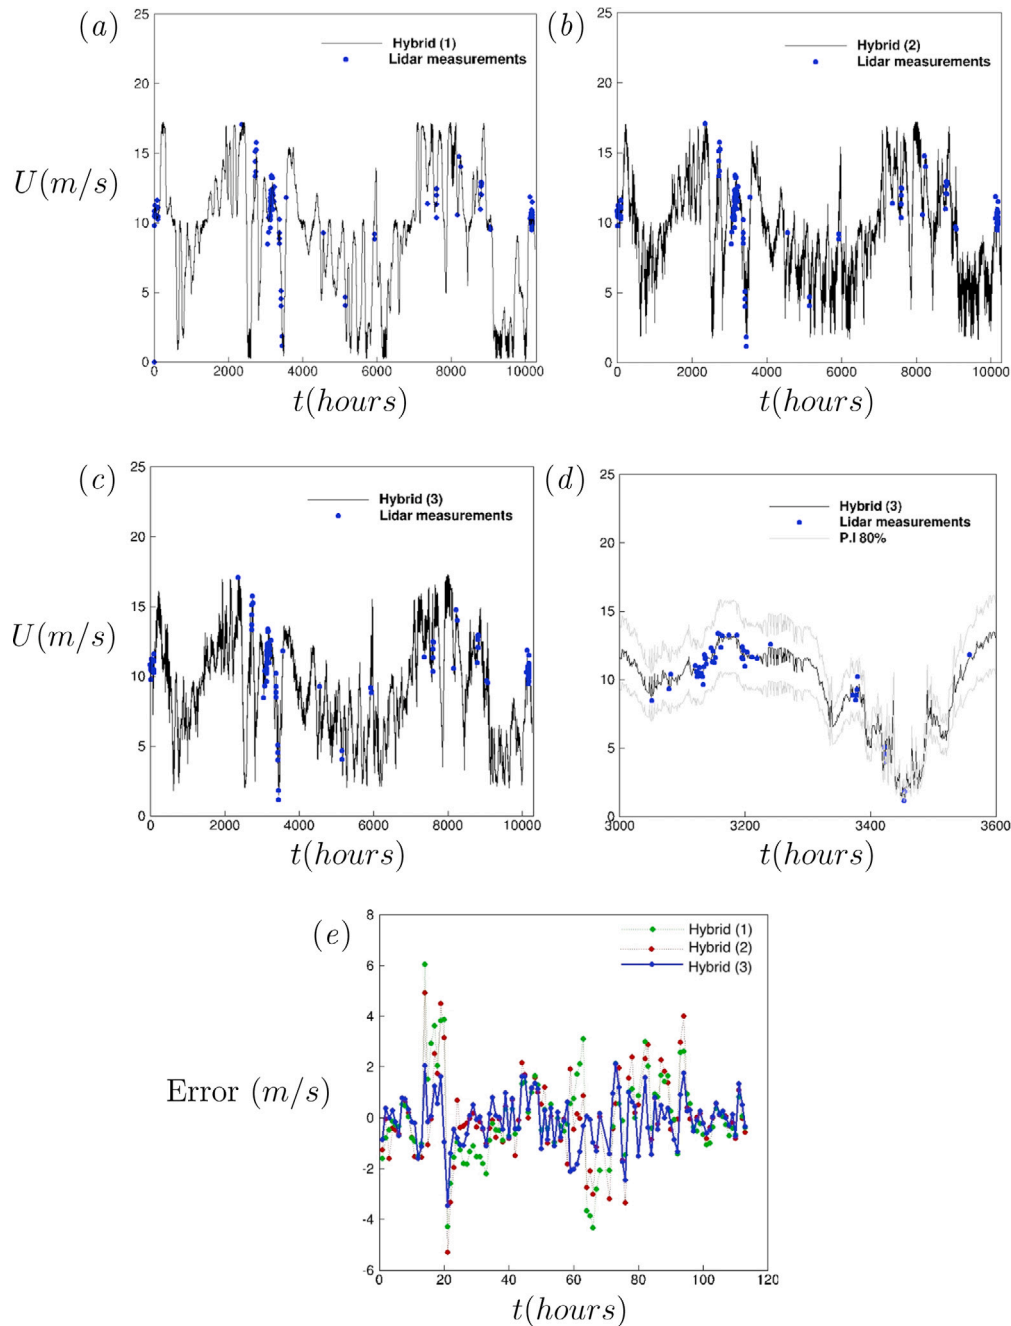 (a)
25
20
15
10
5
0
U(m/s)
Hybrid (1)
Lidar measurements
0 2000 4000 6000 8000 10000
t(hours)
(b)
25
20
15
10
5
0
Hybrid (2)
Lidar measurements
0 2000 4000 6000 8000 10000
t(hours)
(c)
25
20
15
10
5
0
U(m/s)
Hybrid (3)
Lidar measurements
0 2000 4000 6000 8000 10000
t(hours)
(d)
25
20
15
10
5
0
Hybrid (3)
Lidar measurements
P.I 80%
3000 3200 3400 3600
t(hours)
(e)
8
6
4
2
0
-2
-4
-6
Error (m/s)
Hybrid (1)
Hybrid (2)
Hybrid (3)
0 20 40 60 80 100 120
t(hours)